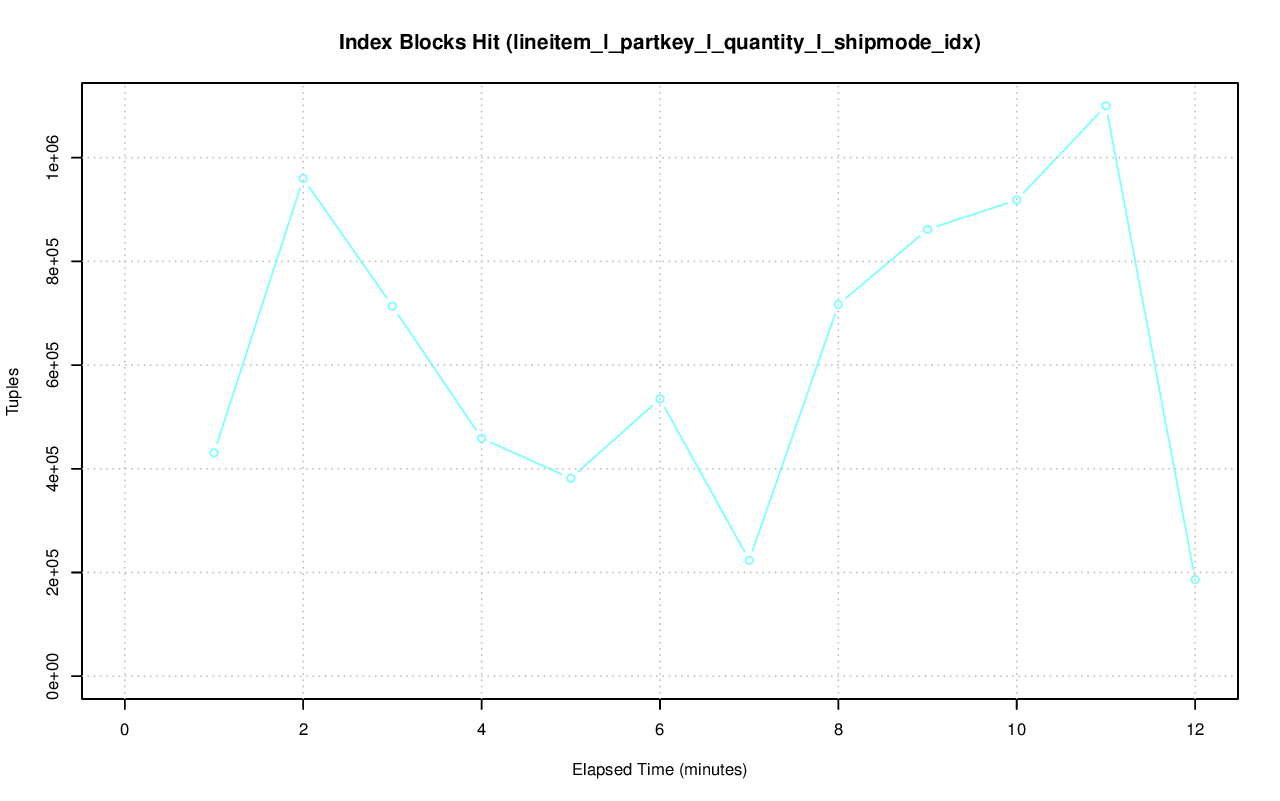 Index Blocks Hit (lineitem_l_partkey_l_quantity_l_shipmode_idx)
Tuples
1e+06
8e+05
6e+05
4e+05
2e+05
0e+00
0 2 4 6 8 10 12
Elapsed Time (minutes)